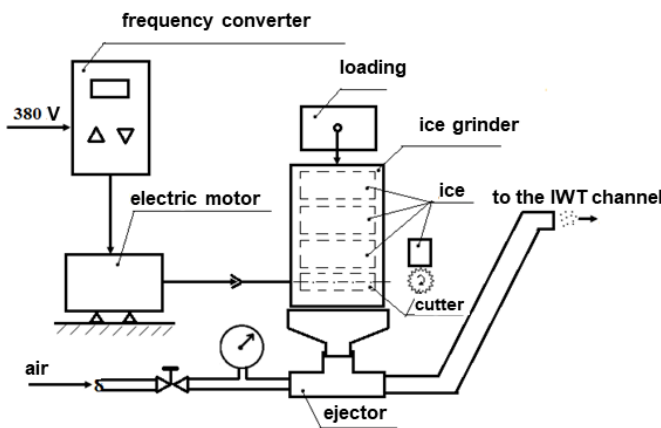 frequency converter
loading
380 V
ice grinder
electric motor
ice
to the IWT channel
cutter
air
ejector